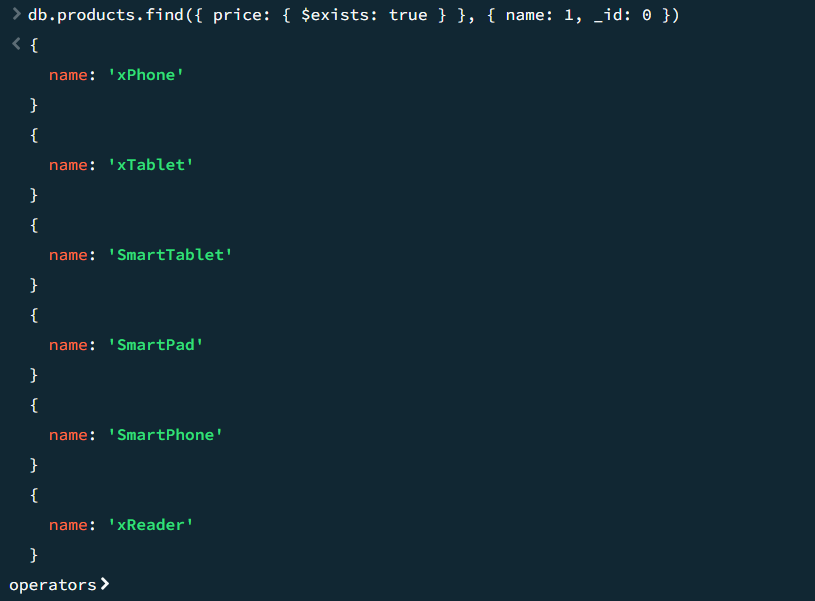 > db.products.find({ price: { $exists: true } }, { name: 1, _id: 0 })
< {
name: 'xPhone'
}
{
name: 'xTablet'
}
{
name: 'SmartTablet'
}
{
name: 'SmartPad'
}
{
name: 'SmartPhone'
}
{
name: 'xReader'
}
operators>